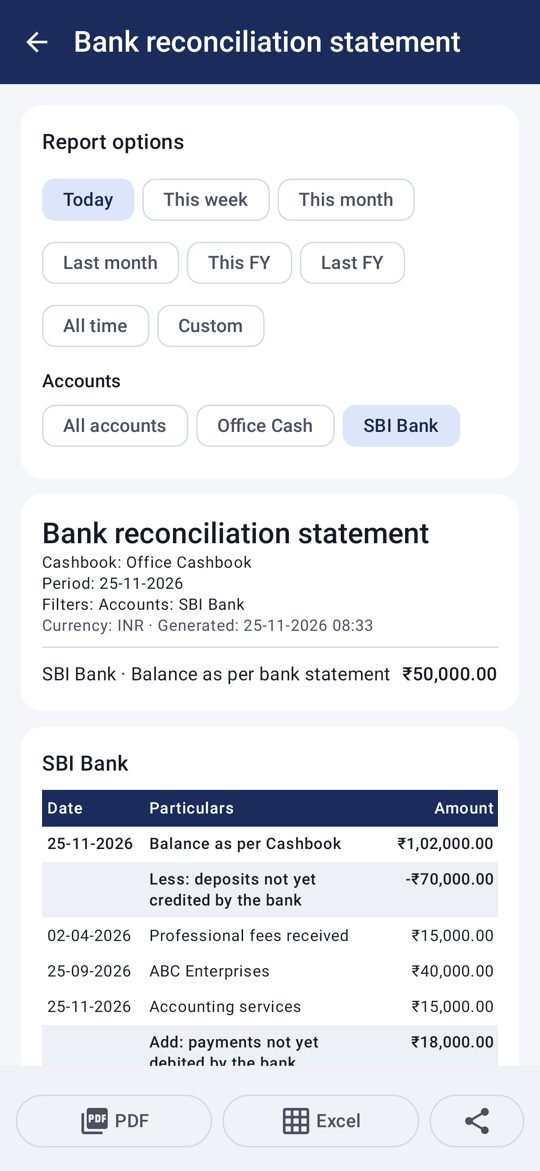 Bank reconciliation statement
Report options
Today
This week
This month
Last month
This FY
Last FY
All time
Custom
Accounts
All accounts
Office Cash
SBI Bank
Bank reconciliation statement
Cashbook: Office Cashbook
Period: 25-11-2026
Filters: Accounts: SBI Bank
Currency: INR · Generated: 25-11-2026 08:33
SBI Bank · Balance as per bank statement ₹50,000.00
SBI Bank
Date Particulars Amount
25-11-2026 Balance as per Cashbook ₹1,02,000.00
Less: deposits not yet -₹70,000.00
credited by the bank
02-04-2026 Professional fees received ₹15,000.00
25-09-2026 ABC Enterprises ₹40,000.00
25-11-2026 Accounting services ₹15,000.00
Add: payments not yet ₹18,000.00
debited by the bank
PDF
PDF
Excel